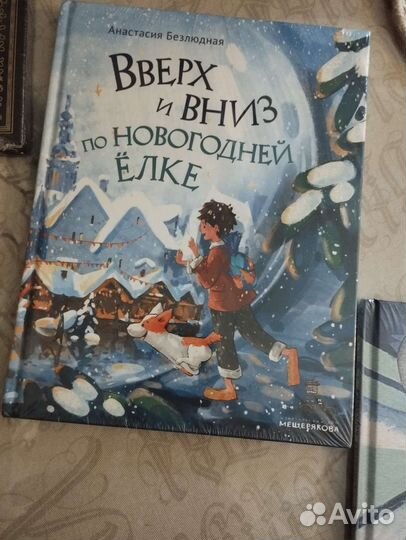 Анастасия Безлюдная
Вверх
и вниз
по новогодней
ёлке
МЕЩЕРЯКОВА
Avito